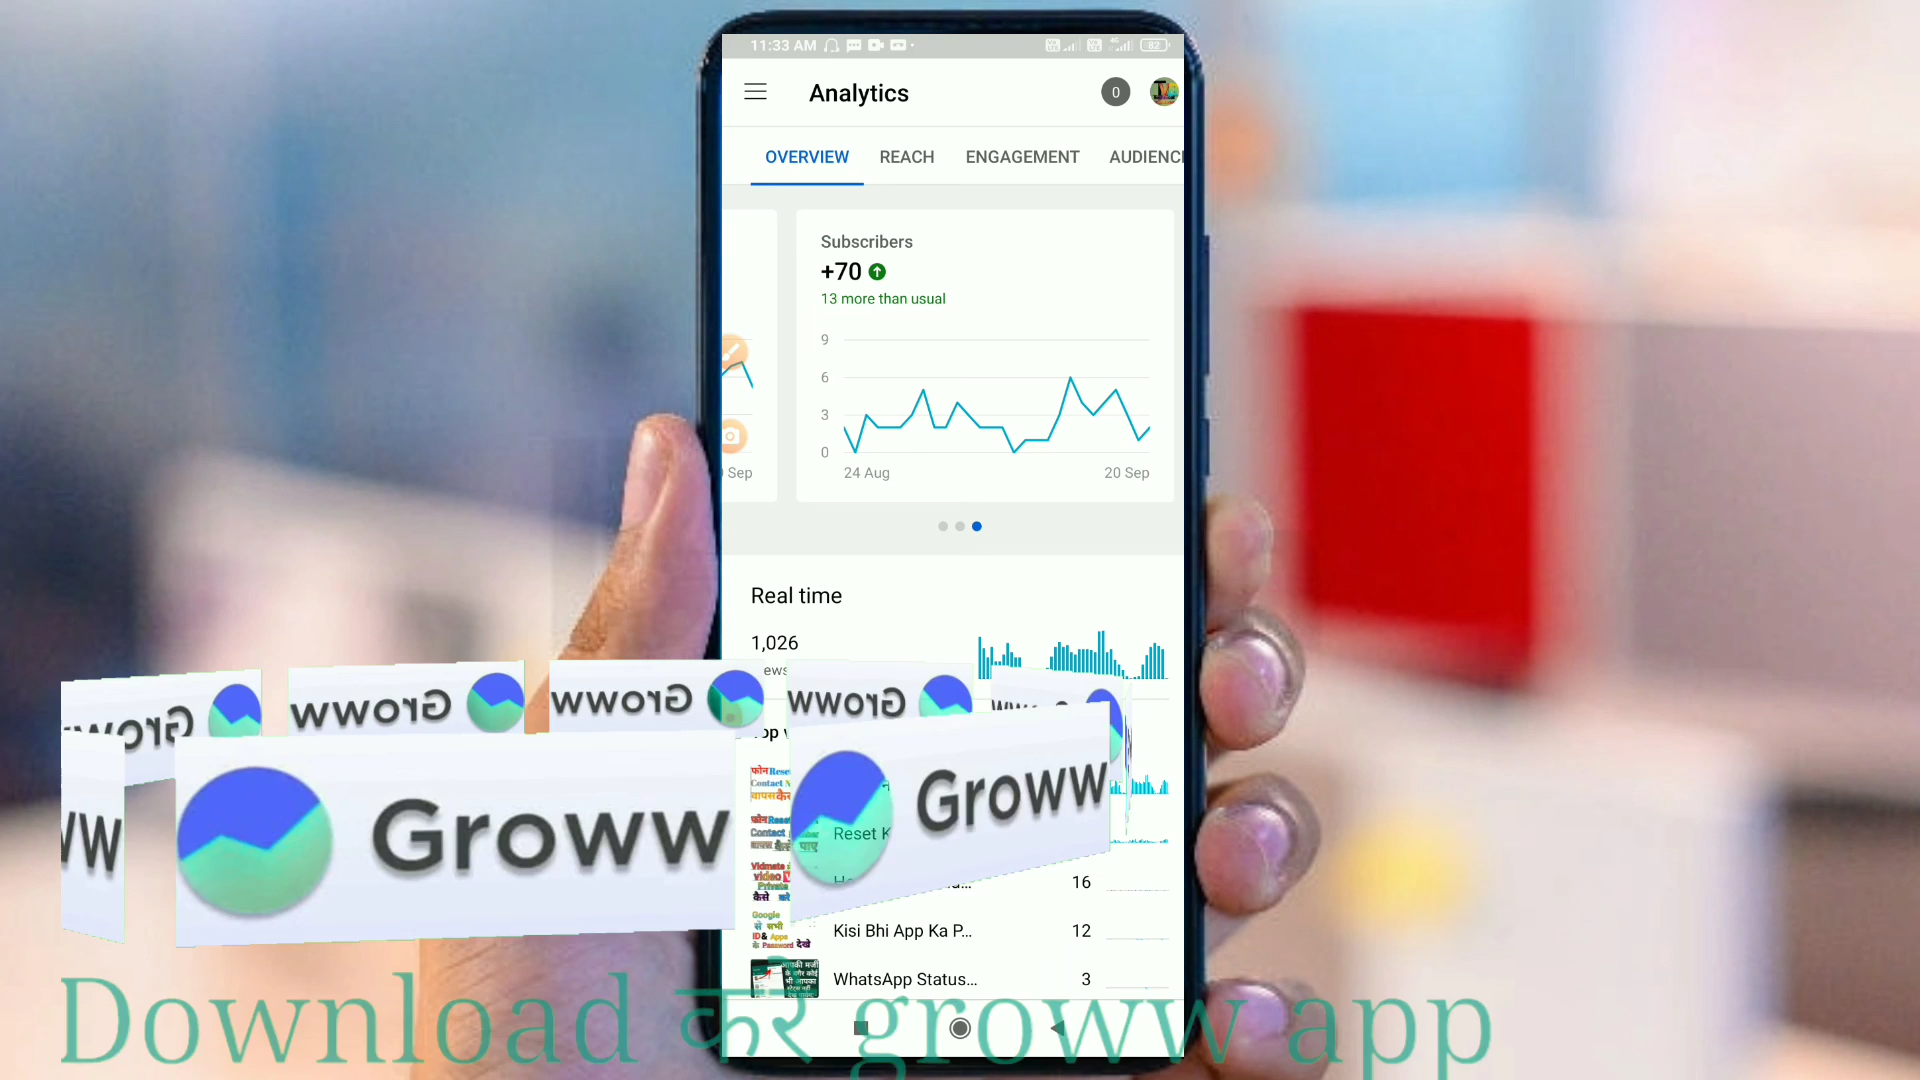 11:33 AM
82
Analytics
0
OVERVIEW REACH ENGAGEMENT
Subscribers
+70
13 more than usual
9
6
3
0
Sep
24 Aug
20 Sep
Real time
1,026
Groww
Groww
Groww
Groww
Groww
Groww
Reset K
16
Kisi Bhi App Ka P...
12
WhatsApp Status...
3
Download करे groww app